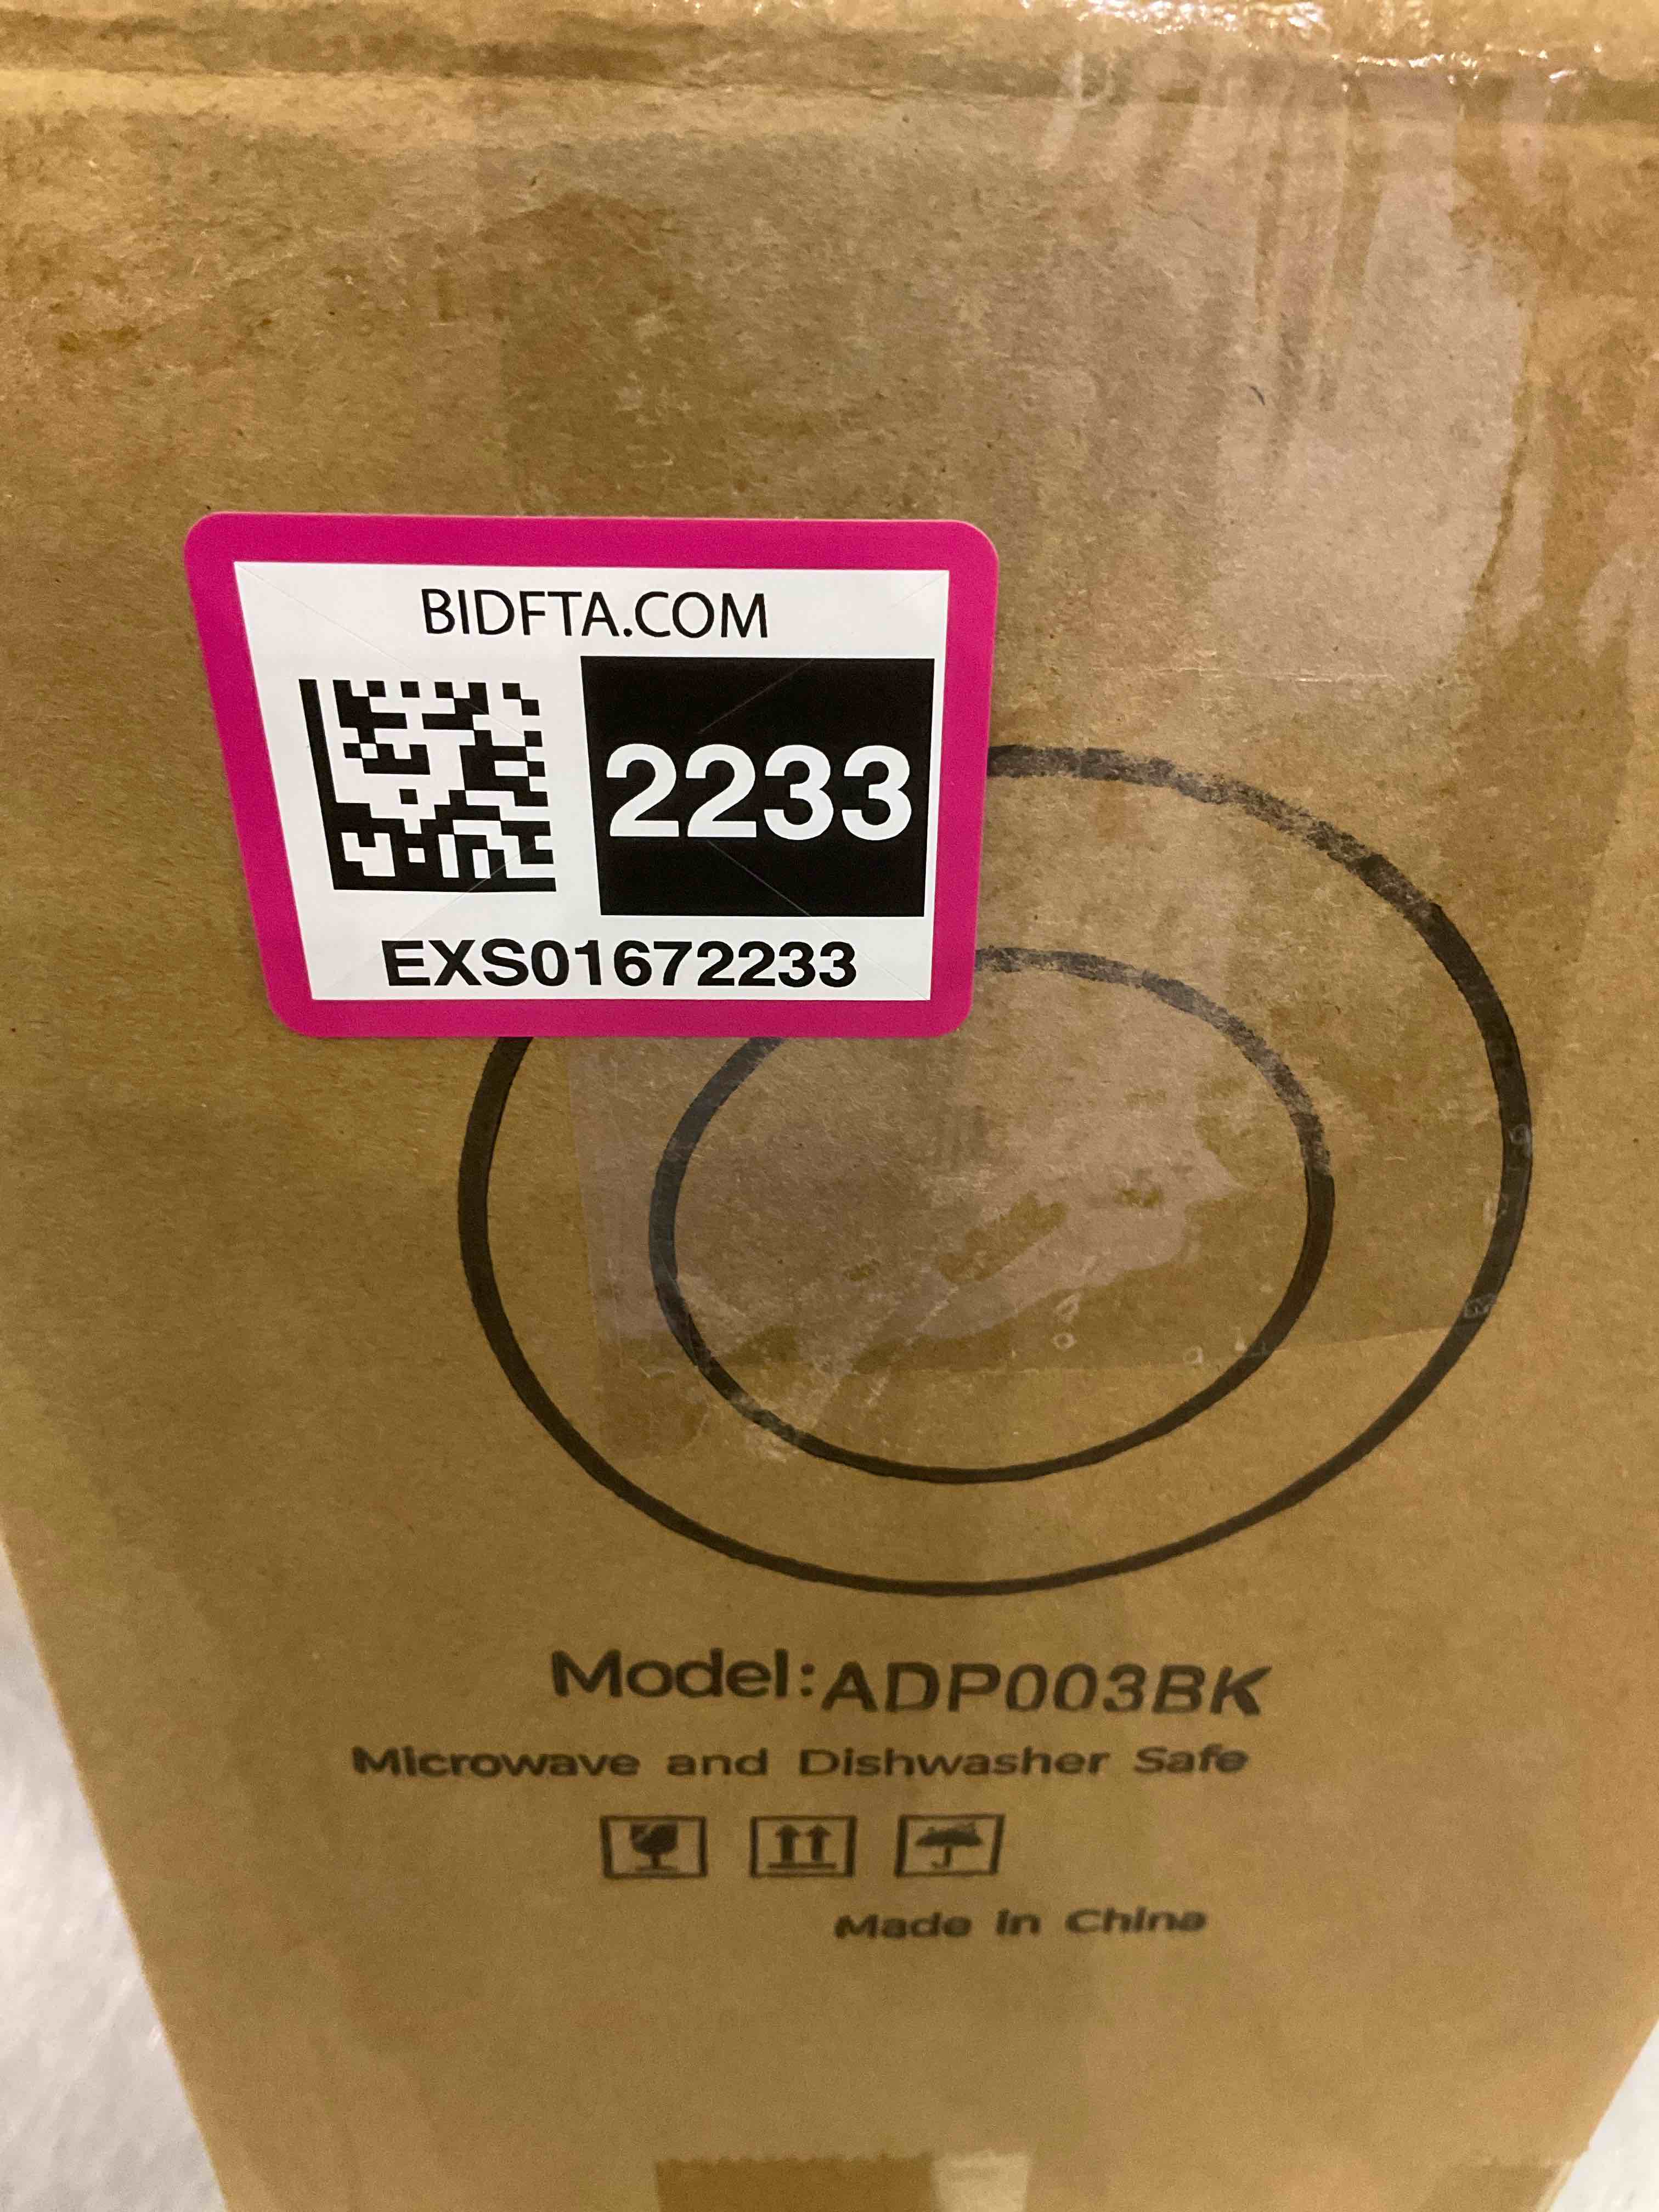 BIDFTA.COM
2233
EXS01672233
Model:ADP003BK
Microwave and Dishwasher Safe
Made in China